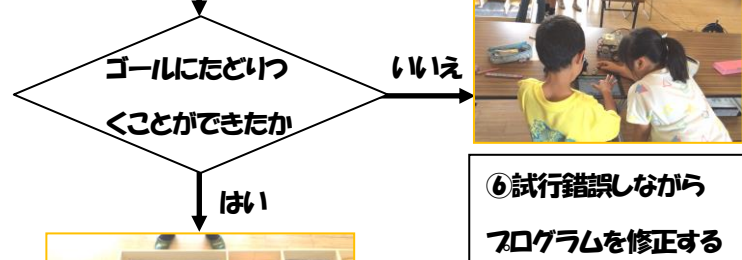 ゴールにたどりつ
くことができたか
いいえ
はい
⑥試行錯誤しながら
プログラムを修正する